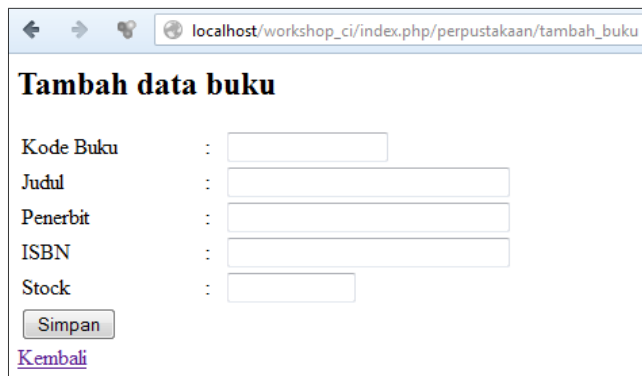 localhost/workshop_ci/index.php/perpustakaan/tambah_buku
Tambah data buku
Kode Buku :
Judul :
Penerbit :
ISBN :
Stock :
Simpan
Kembali